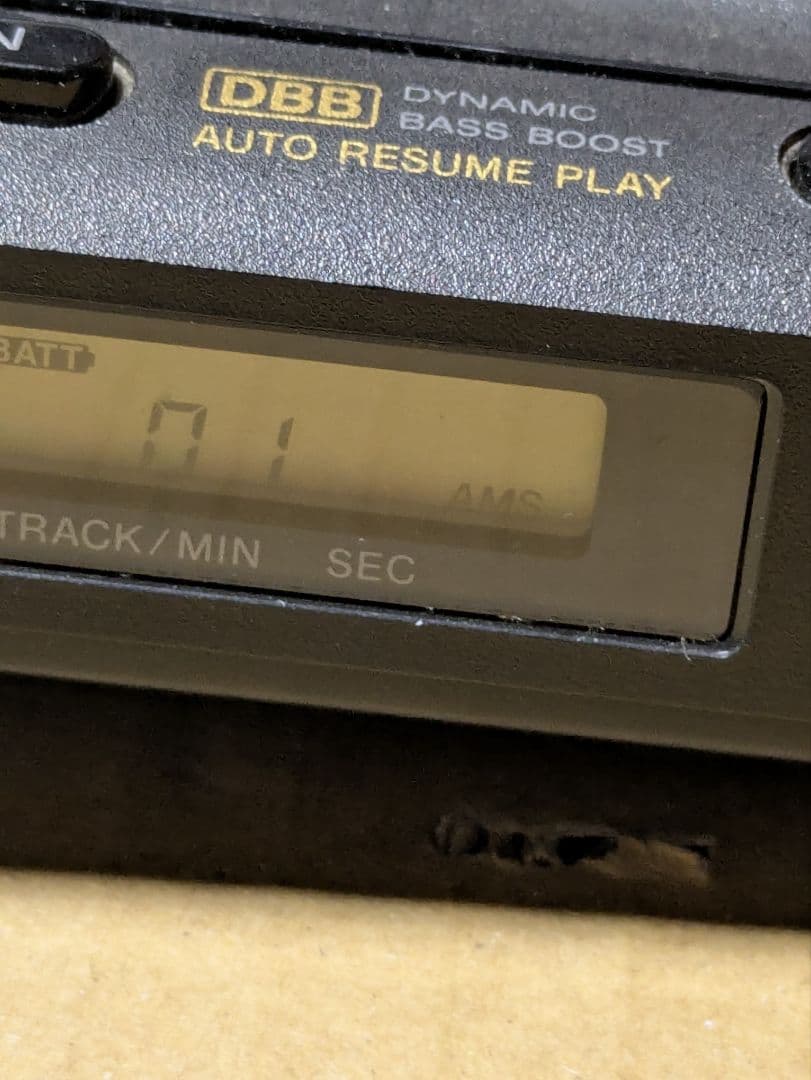 N
DBB DYNAMIC
BASS BOOST
AUTO RESUME PLAY
BATT
01
AMS
TRACK/MIN SEC